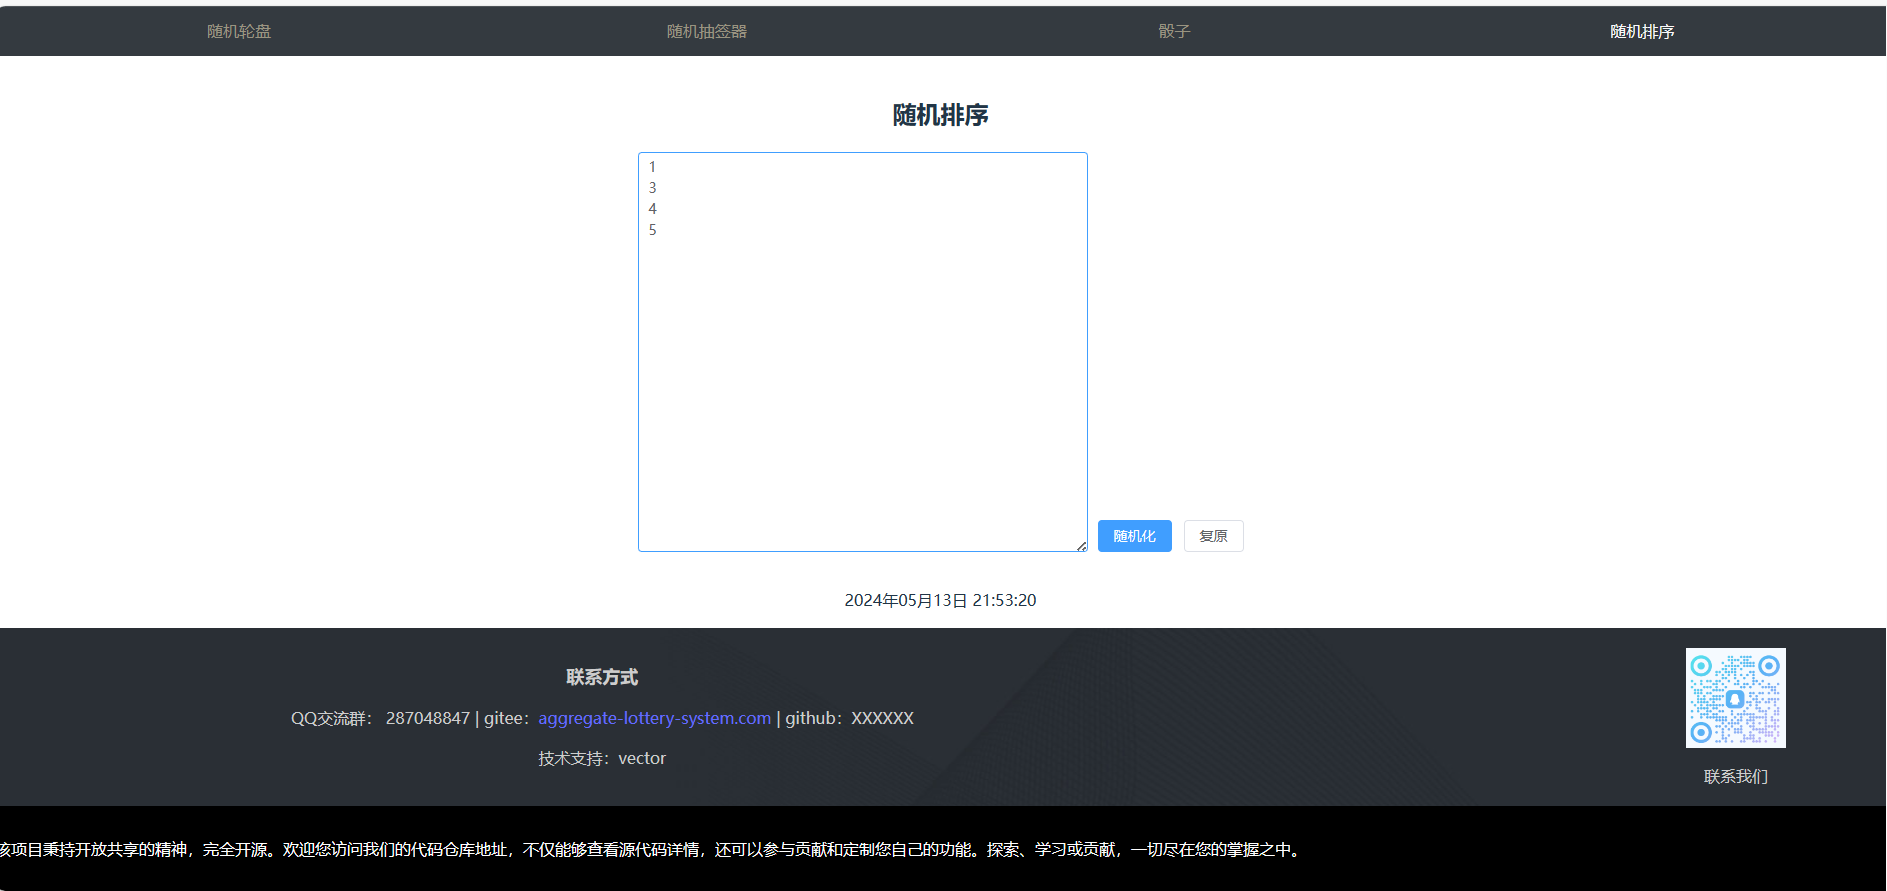 随机轮盘 随机抽签器 骰子 随机排序
随机排序
1
3
4
5
随机化 复原
2024年05月13日 21:53:20
联系方式
QQ交流群： 287048847 | gitee：aggregate-lottery-system.com | github：XXXXXX
技术支持：vector
联系我们
该项目秉持开放共享的精神，完全开源。欢迎您访问我们的代码仓库地址，不仅能够查看源代码详情，还可以参与贡献和定制您自己的功能。探索、学习或贡献，一切尽在您的掌握之中。